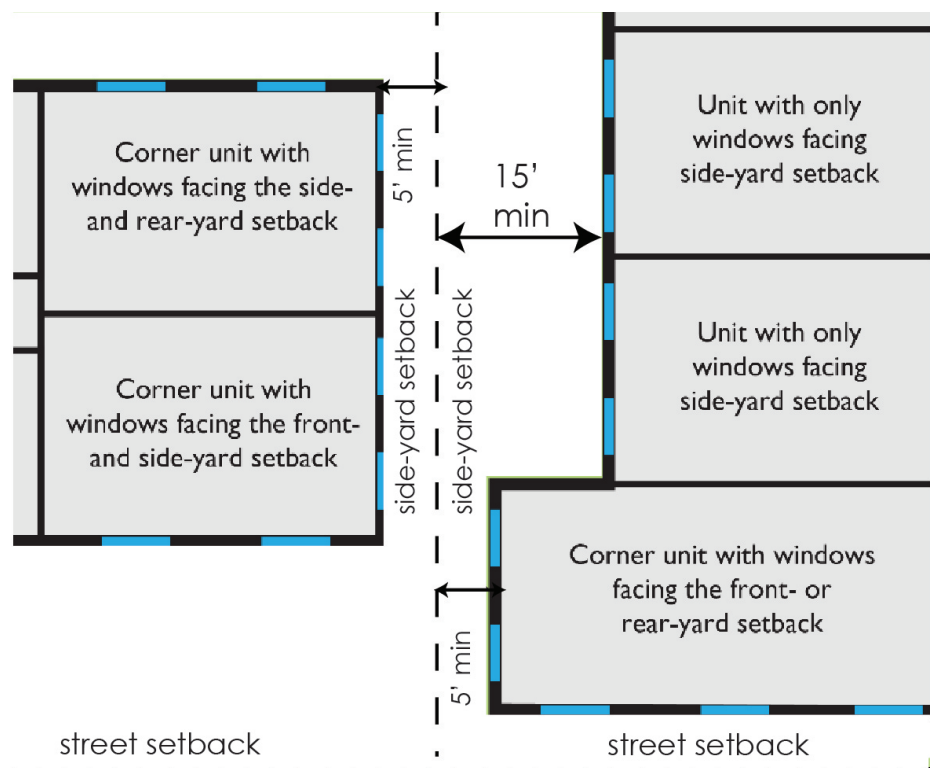 Corner unit with
windows facing the side-
and rear-yard setback
5' min
15'
min
Unit with only
windows facing
side-yard setback
Corner unit with
windows facing the front-
and side-yard setback
side-yard setback
side-yard setback
Unit with only
windows facing
side-yard setback
5' min
Corner unit with windows
facing the front- or
rear-yard setback
street setback
street setback